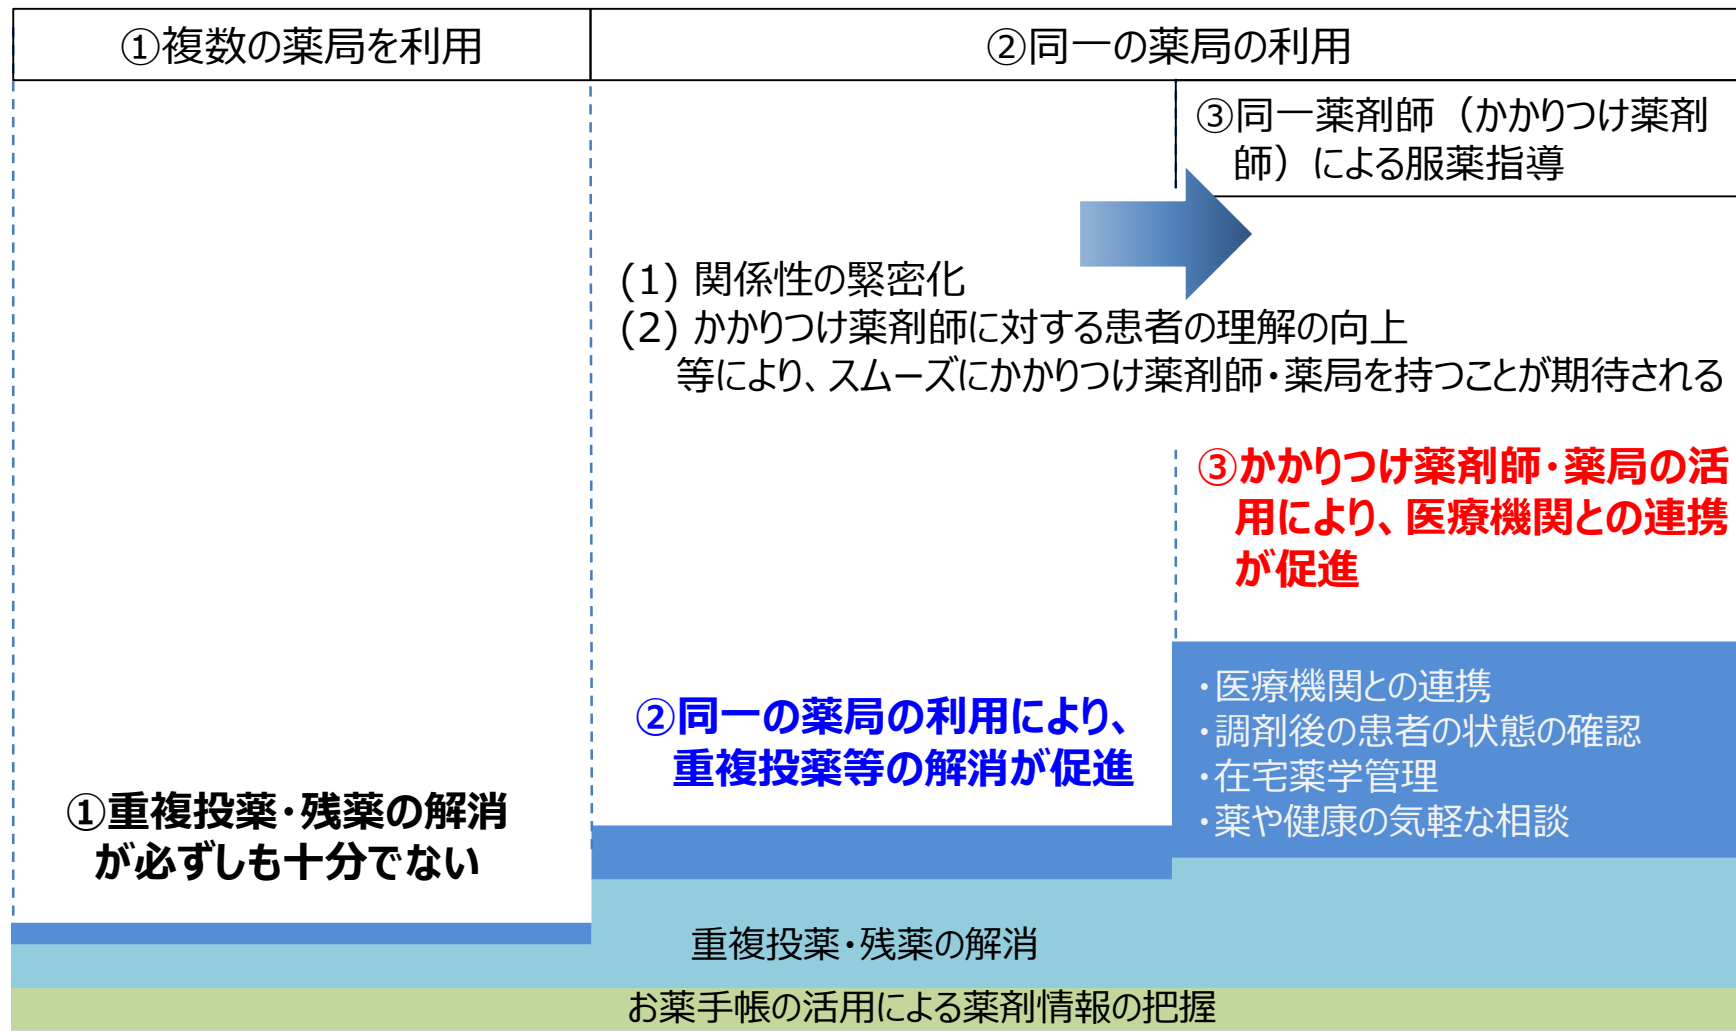 ①複数の薬局を利用
②同一の薬局の利用
③同一薬剤師（かかりつけ薬剤
師）による服薬指導
(1) 関係性の緊密化
(2) かかりつけ薬剤師に対する患者の理解の向上
等により、スムーズにかかりつけ薬剤師・薬局を持つことが期待される
③かかりつけ薬剤師・薬局の活
用により、医療機関との連携
が促進
②同一の薬局の利用により、
重複投薬等の解消が促進
①重複投薬・残薬の解消
が必ずしも十分でない
・医療機関との連携
・調剤後の患者の状態の確認
・在宅薬学管理
・薬や健康の気軽な相談
重複投薬・残薬の解消
お薬手帳の活用による薬剤情報の把握